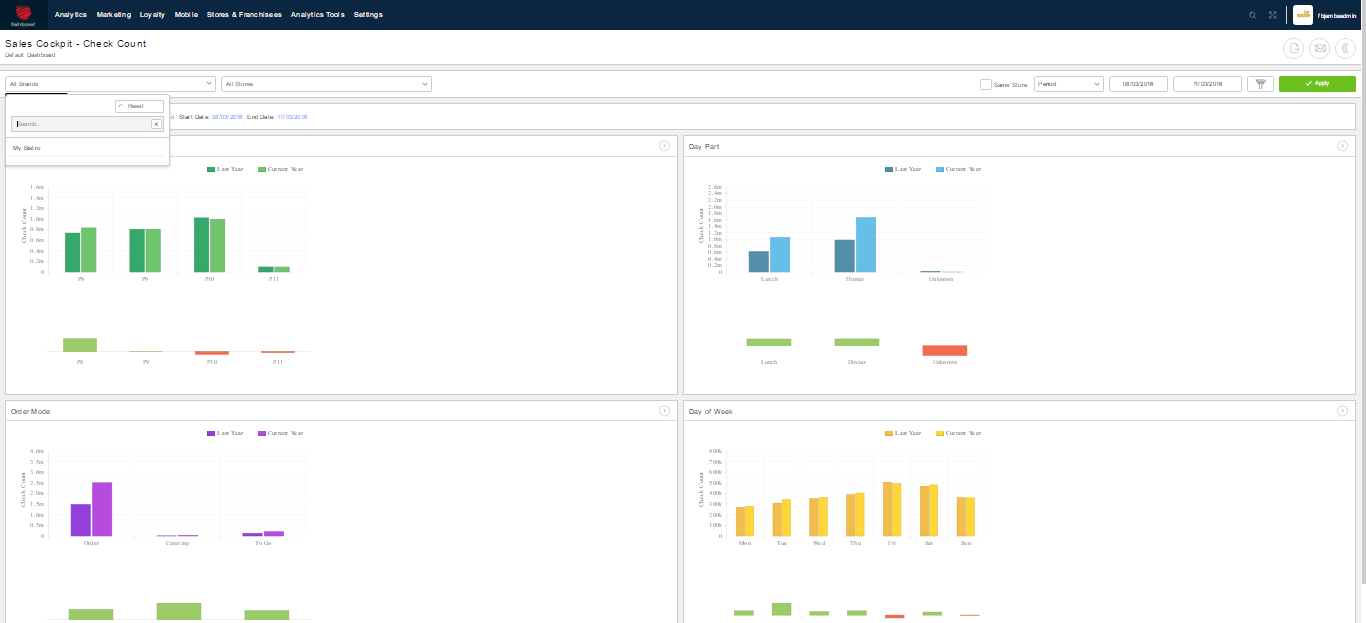 fishbowl
Analytics Marketing Loyalty Mobile Stores & Franchisees Analytics Tools Settings
fbjambaadmin
Sales Cockpit - Check Count
Default Dashboard
All Brands
All Stores
Same Store
Period
08/03/2016
11/03/2016
Apply
Reset
Search...
My Bistro
Start Date: 08/03/2016 End Date: 11/03/2016
Last Year Current Year
Check Count
1.6m
1.4m
1.2m
1.0m
0.8m
0.6m
0.4m
0.2m
0
P8 P9 P10 P11
P8 P9 P10 P11
Day Part
Last Year Current Year
Check Count
2.6m
2.4m
2.2m
2.0m
1.8m
1.6m
1.4m
1.2m
1.0m
0.8m
0.6m
0.4m
0.2m
0
Lunch Dinner Unknown
Lunch Dinner Unknown
Order Mode
Last Year Current Year
Check Count
4.0m
3.5m
3.0m
2.5m
2.0m
1.5m
1.0m
0.5m
0
Order Catering To Go
Day of Week
Last Year Current Year
Check Count
800k
700k
600k
500k
400k
300k
200k
100k
0
Mon Tue Wed Thu Fri Sat Sun